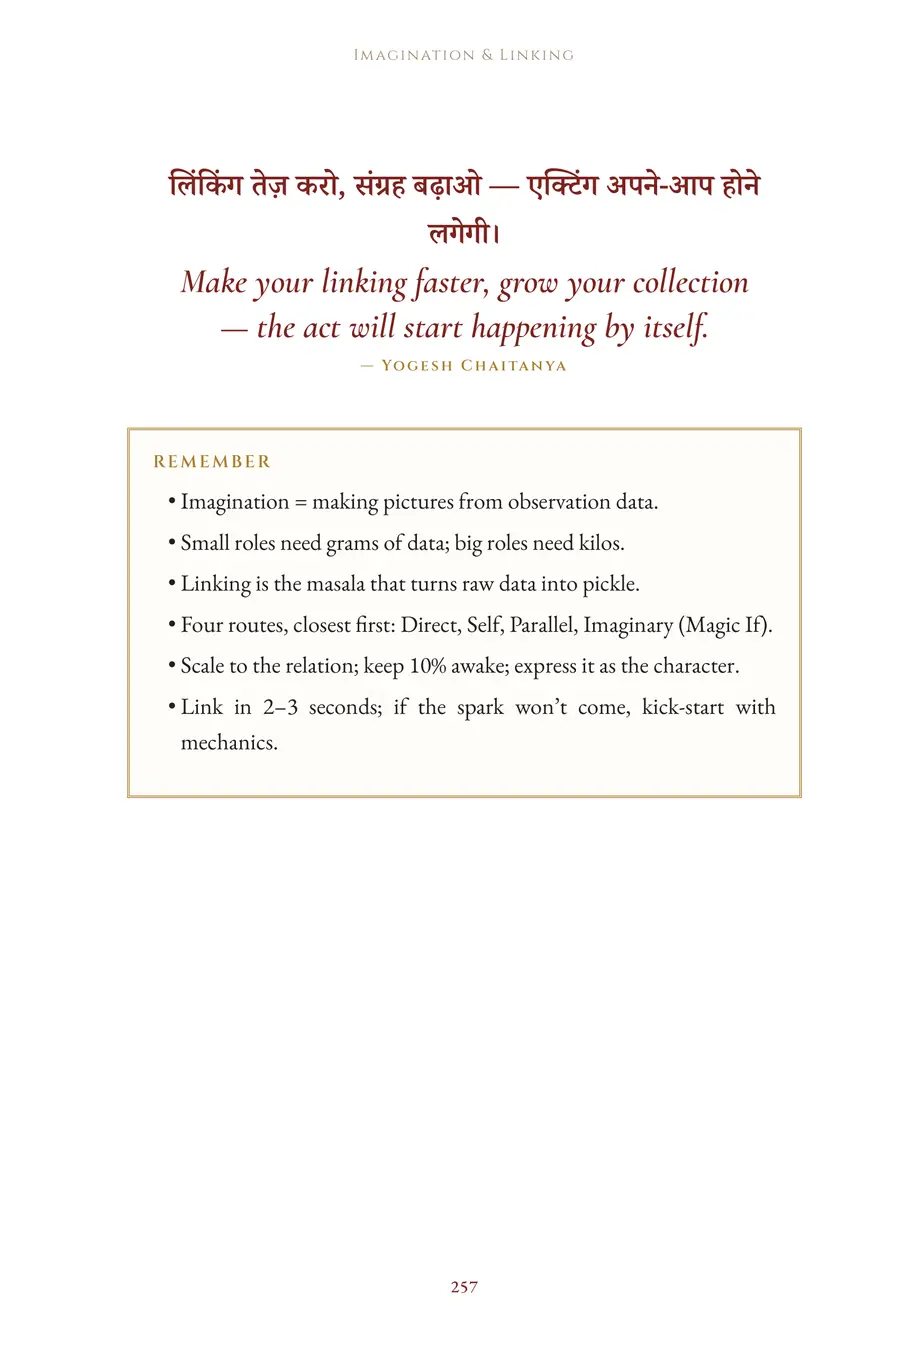 Imagination & Linking
लिंकिंग तेज़ करो, संग्रह बढ़ाओ — एक्टिंग अपने-आप होने
लगेगी।
Make your linking faster, grow your collection
— the act will start happening by itself.
— Yogesh Chaitanya
REMEMBER
• Imagination = making pictures from observation data.
• Small roles need grams of data; big roles need kilos.
• Linking is the masala that turns raw data into pickle.
• Four routes, closest first: Direct, Self, Parallel, Imaginary (Magic If).
• Scale to the relation; keep 10% awake; express it as the character.
• Link in 2–3 seconds; if the spark won’t come, kick-start with
mechanics.
257